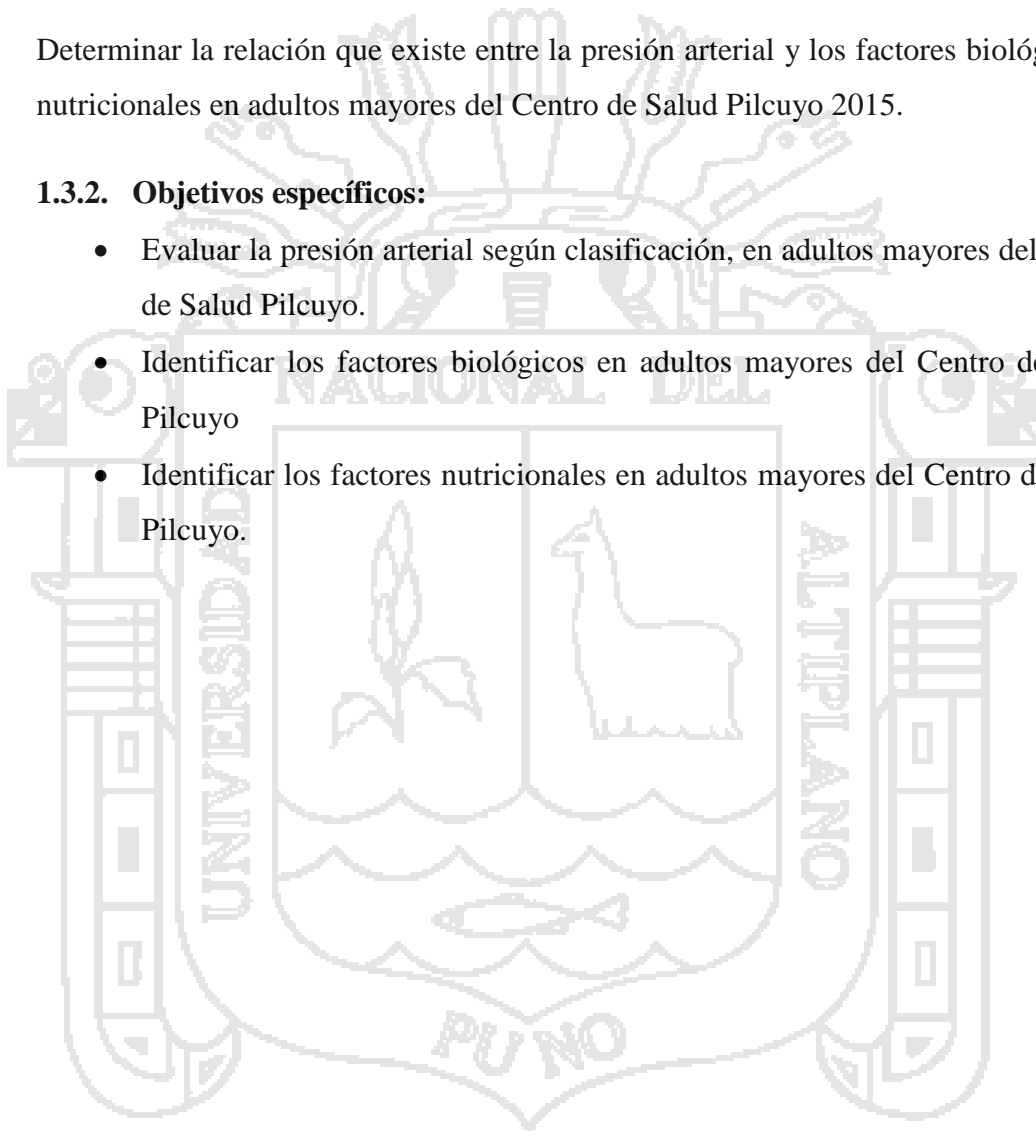 Determinar la relación que existe entre la presión arterial y los factores
nutricionales en adultos mayores del Centro de Salud Pilcuyo 2015.
1.3.2. Objetivos específicos:
• Evaluar la presión arterial según clasificación, en adultos mayores del
de Salud Pilcuyo.
• Identificar los factores biológicos en adultos mayores del Centro
Pilcuyo
• Identificar los factores nutricionales en adultos mayores del Centro
Pilcuyo.
NACIONAL DEL
UNIVERSIDAD
ALTIPLANO
PUNO